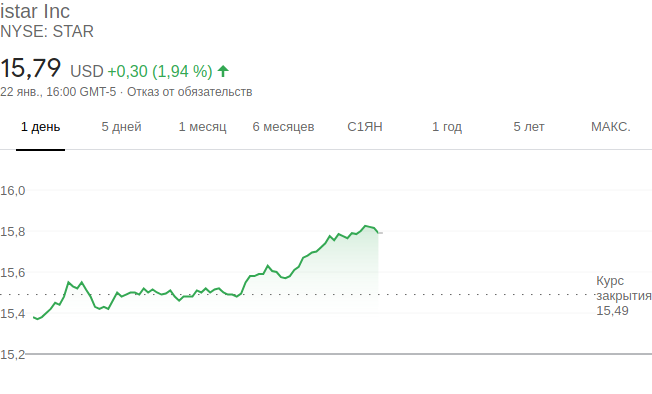 istar Inc
NYSE: STAR
15,79 USD +0,30 (1,94 %)
22 янв., 16:00 GMT-5 · Отказ от обязательств
1 день 5 дней 1 месяц 6 месяцев С1ЯН 1 год 5 лет МАКС.
16,0
15,8
15,6
15,4
15,2
Курс
закрытия
15,49